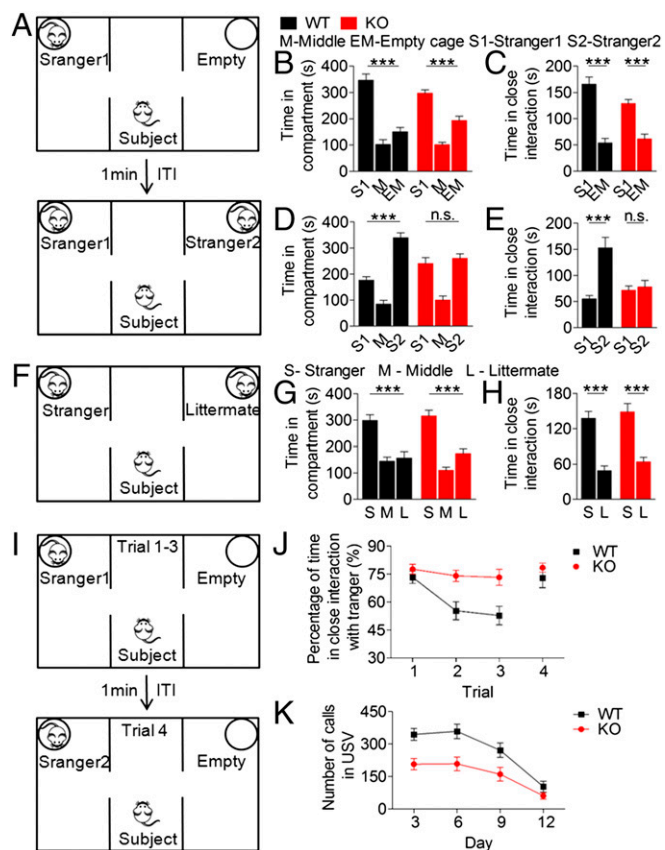 WT KO
M-Middle EM-Empty cage S1-Stranger1 S2-Stranger2
A
Sranger1 Empty
Subject
1min ITI
Sranger1 Stranger2
Subject
B
Time in
compartment (s)
400
300
200
100
0
*** ***
S1 M EM S1 M EM
C
Time in close
interaction (s)
200
150
100
50
0
*** ***
S1 EM S1 EM
D
Time in
compartment (s)
400
300
200
100
0
*** n.s.
S1 M S2 S1 M S2
E
Time in close
interaction (s)
200
150
100
50
0
*** n.s.
S1 S2 S1 S2
F
Stranger Littermate
Subject
S- Stranger M - Middle L - Littermate
G
Time in
compartment (s)
400
300
200
100
0
*** ***
S M L S M L
H
Time in close
interaction (s)
180
120
60
0
*** ***
S L S L
I
Trial 1-3
Sranger1 Empty
Subject
1min ITI
Trial 4
Sranger2 Empty
Subject
J
Percentage of time
in close interaction
with tranger (%)
90
75
60
45
30
WT
KO
1 2 3 4
Trial
K
Number of calls
in USV
450
300
150
0
WT
KO
3 6 9 12
Day